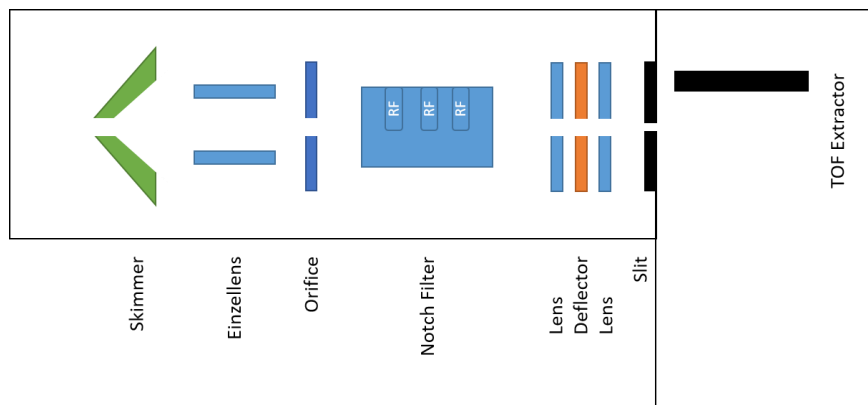 RF
RF
RF
Skimmer
Einzellens
Orifice
Notch Filter
Lens
Deflector
Lens
Slit
TOF Extractor